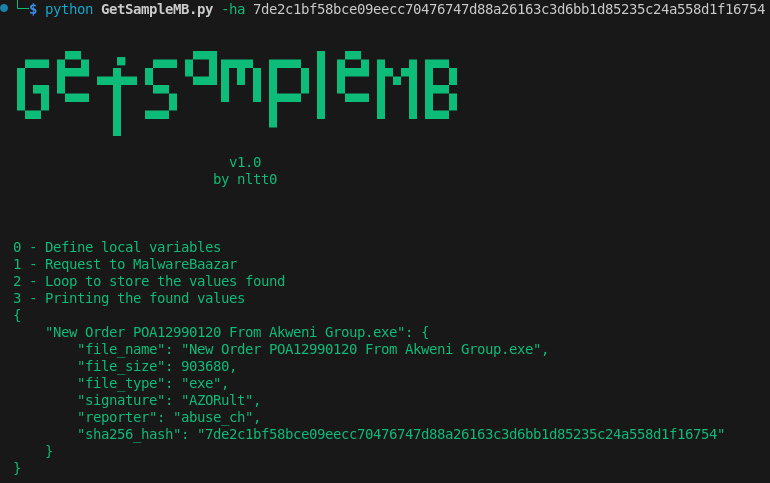 └─$ python GetSampleMB.py -ha 7de2c1bf58bce09eecc70476747d88a26163c3d6bb1d85235c24a558d1f16754
GetSampleMB
v1.0
by nltt0
0 - Define local variables
1 - Request to MalwareBaazar
2 - Loop to store the values found
3 - Printing the found values
{
    "New Order POA12990120 From Akweni Group.exe": {
        "file_name": "New Order POA12990120 From Akweni Group.exe",
        "file_size": 903680,
        "file_type": "exe",
        "signature": "AZORult",
        "reporter": "abuse_ch",
        "sha256_hash": "7de2c1bf58bce09eecc70476747d88a26163c3d6bb1d85235c24a558d1f16754"
    }
}